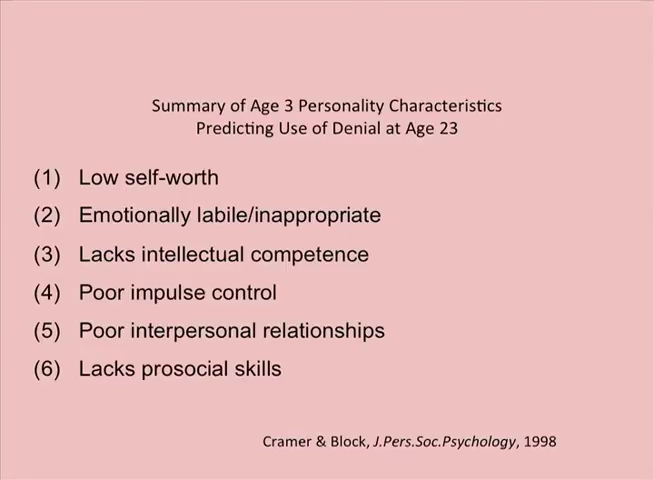 Summary of Age 3 Personality Characteristics
Predicting Use of Denial at Age 23
(1) Low self-worth
(2) Emotionally labile/inappropriate
(3) Lacks intellectual competence
(4) Poor impulse control
(5) Poor interpersonal relationships
(6) Lacks prosocial skills
Cramer & Block, J.Pers.Soc.Psychology, 1998